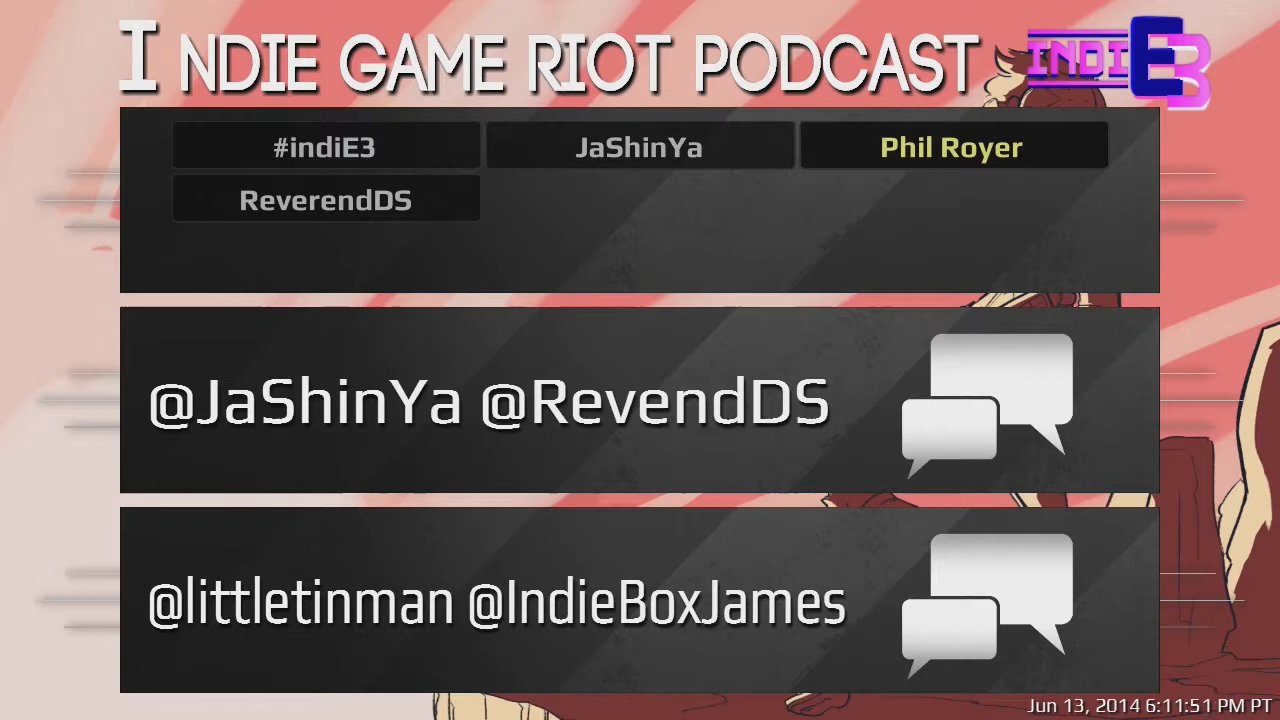 I NDIE GAME RIOT PODCAST
INDIE3
#indiE3 JaShinYa Phil Royer
ReverendDS
@JaShinYa @RevendDS
@littletinman @IndieBoxJames
Jun 13, 2014 6:11:51 PM PT